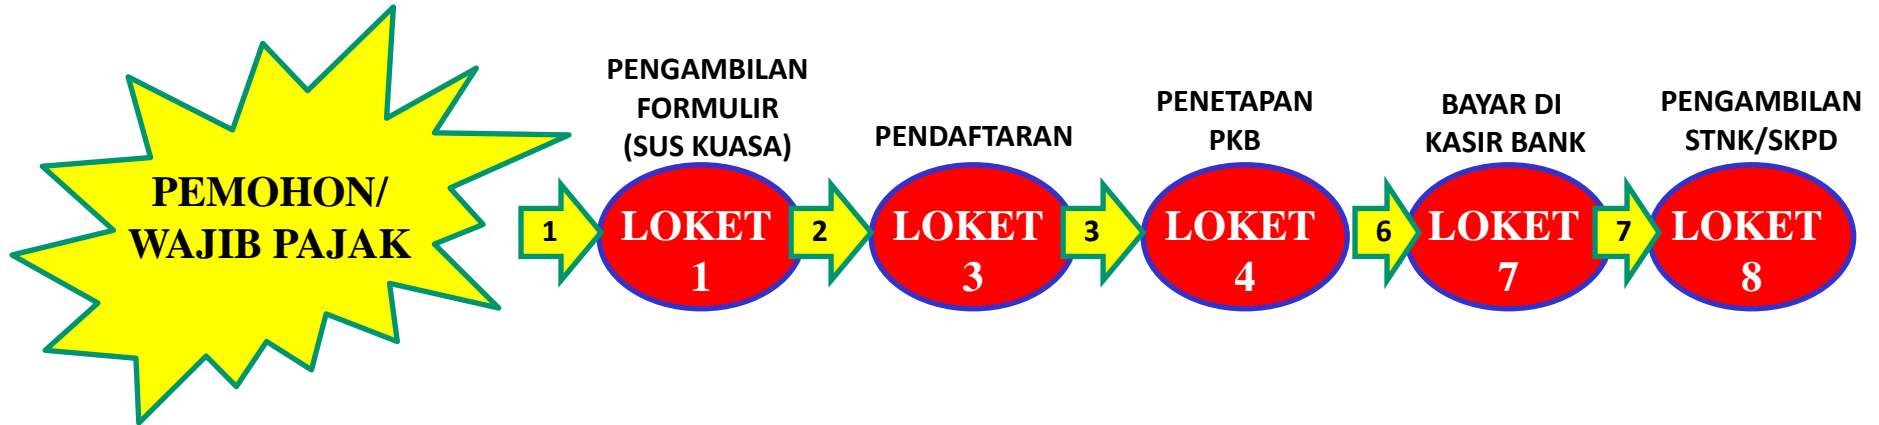 PEMOHON/
WAJIB PAJAK
1
PENGAMBILAN
FORMULIR
(SUS KUASA)
LOKET
1
2
PENDAFTARAN
LOKET
3
3
PENETAPAN
PKB
LOKET
4
6
BAYAR DI
KASIR BANK
LOKET
7
7
PENGAMBILAN
STNK/SKPD
LOKET
8